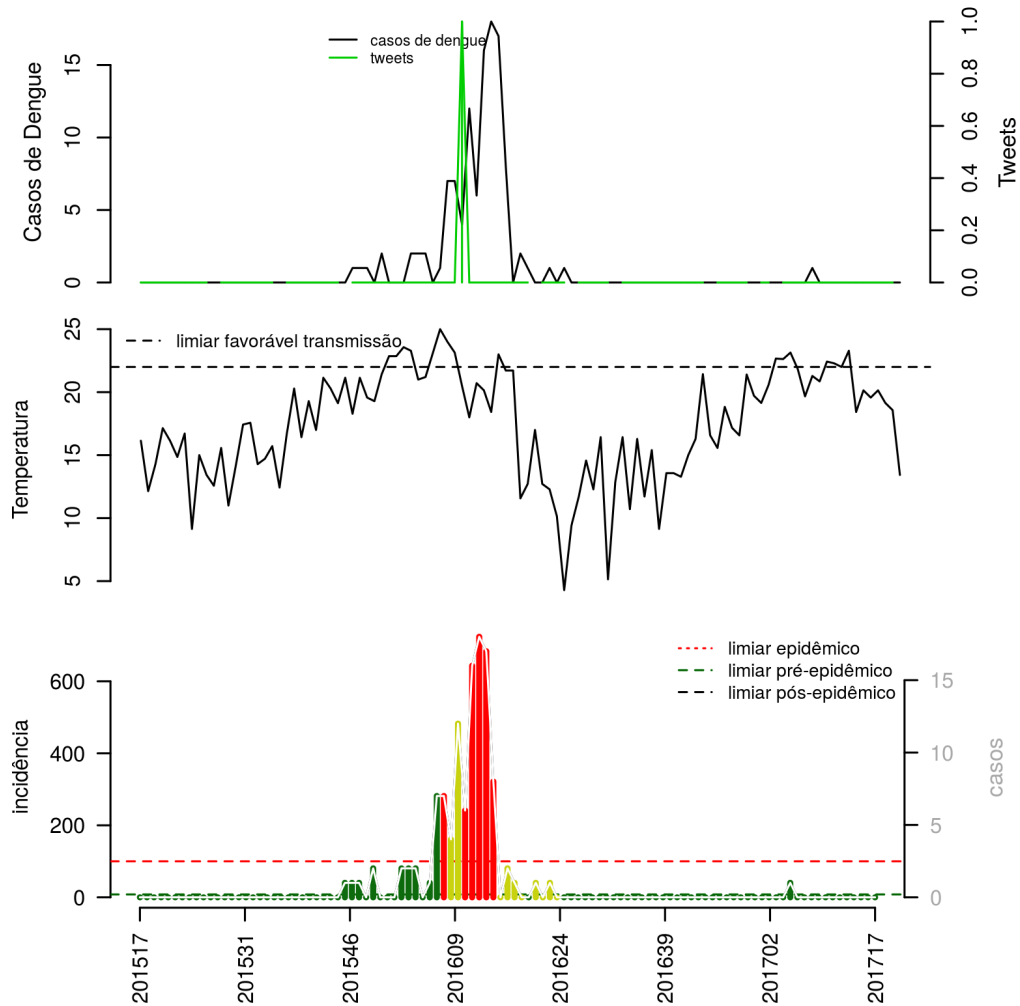 casos de dengue
tweets
Casos de Dengue
0
5
10
15
Tweets
0.0
0.2
0.4
0.6
0.8
1.0
limiar favorável transmissão
Temperatura
5
10
15
20
25
limiar epidêmico
limiar pré-epidêmico
limiar pós-epidêmico
incidência
0
200
400
600
casos
0
5
10
15
201517
201531
201546
201609
201624
201639
201702
201717